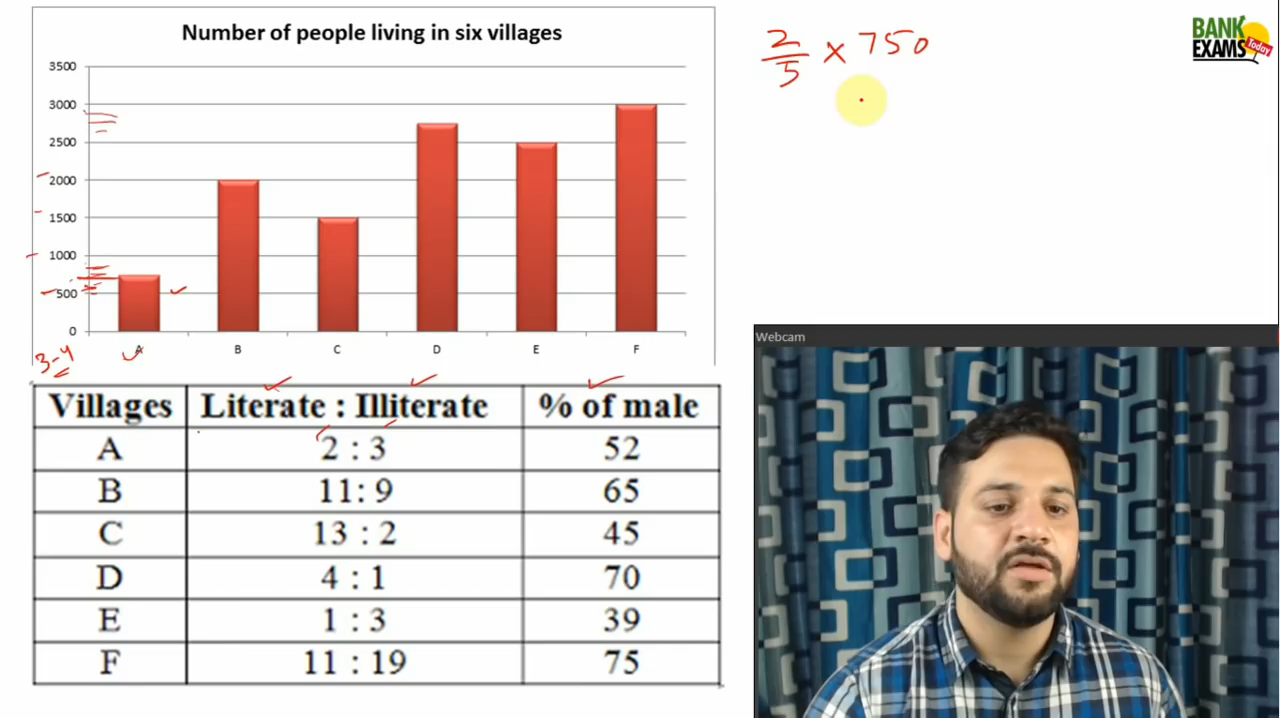 Number of people living in six villages
3500
3000
2500
2000
1500
1000
500
0
A B C D E F
3-4
Villages Literate : Illiterate % of male
A 2 : 3 52
B 11: 9 65
C 13 : 2 45
D 4 : 1 70
E 1 : 3 39
F 11 : 19 75
2/5 × 750
BANK
EXAMS Today
Webcam